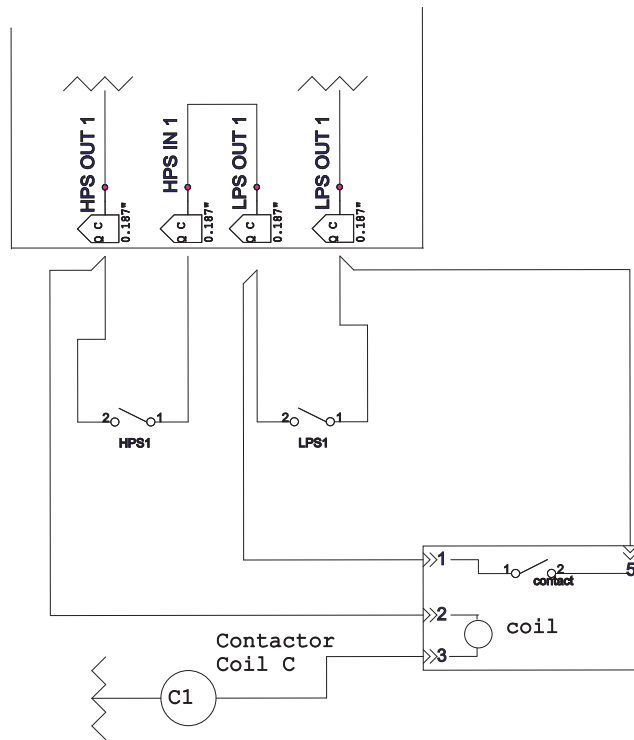 HPS OUT 1
HPS IN 1
LPS OUT 1
LPS OUT 1
Q C
0.187"
Q C
0.187"
Q C
0.187"
Q C
0.187"
2 1
HPS1
2 1
LPS1
1
1 2
contact
5
2
coil
3
Contactor
Coil C
C1